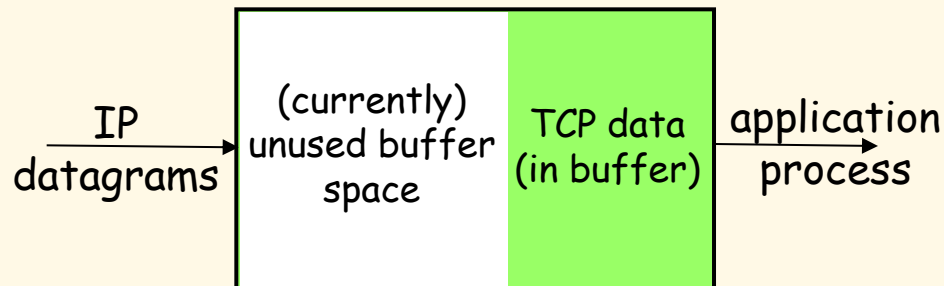 IP
datagrams
(currently)
unused buffer
space
TCP data
(in buffer)
application
process